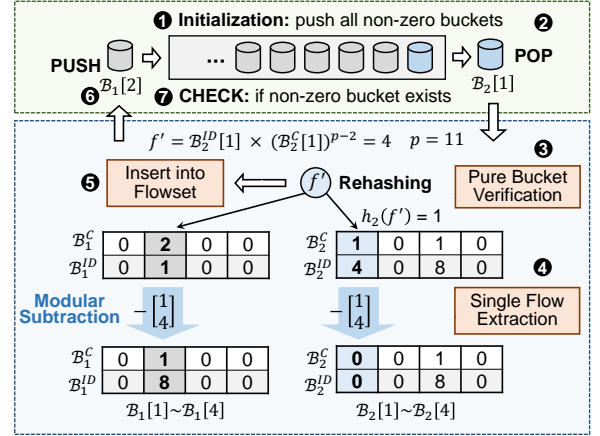 ❶ Initialization: push all non-zero buckets ❷
...
PUSH
POP
ℬ₁[2]
ℬ₂[1]
❻ ❼ CHECK: if non-zero bucket exists
f′ = ℬ₂^{ID}[1] × (ℬ₂^C[1])^{p−2} = 4 p = 11
❸
❺ Insert into Flowset
f′ Rehashing
Pure Bucket
Verification
h₂(f′) = 1
ℬ₁^C 0 2 0 0 ℬ₂^C 1 0 1 0
ℬ₁^{ID} 0 1 0 0 ℬ₂^{ID} 4 0 8 0
❹
Modular
Subtraction
−[1 4] −[1 4]
Single Flow
Extraction
ℬ₁^C 0 1 0 0 ℬ₂^C 0 0 1 0
ℬ₁^{ID} 0 8 0 0 ℬ₂^{ID} 0 0 8 0
ℬ₁[1]~ℬ₁[4] ℬ₂[1]~ℬ₂[4]